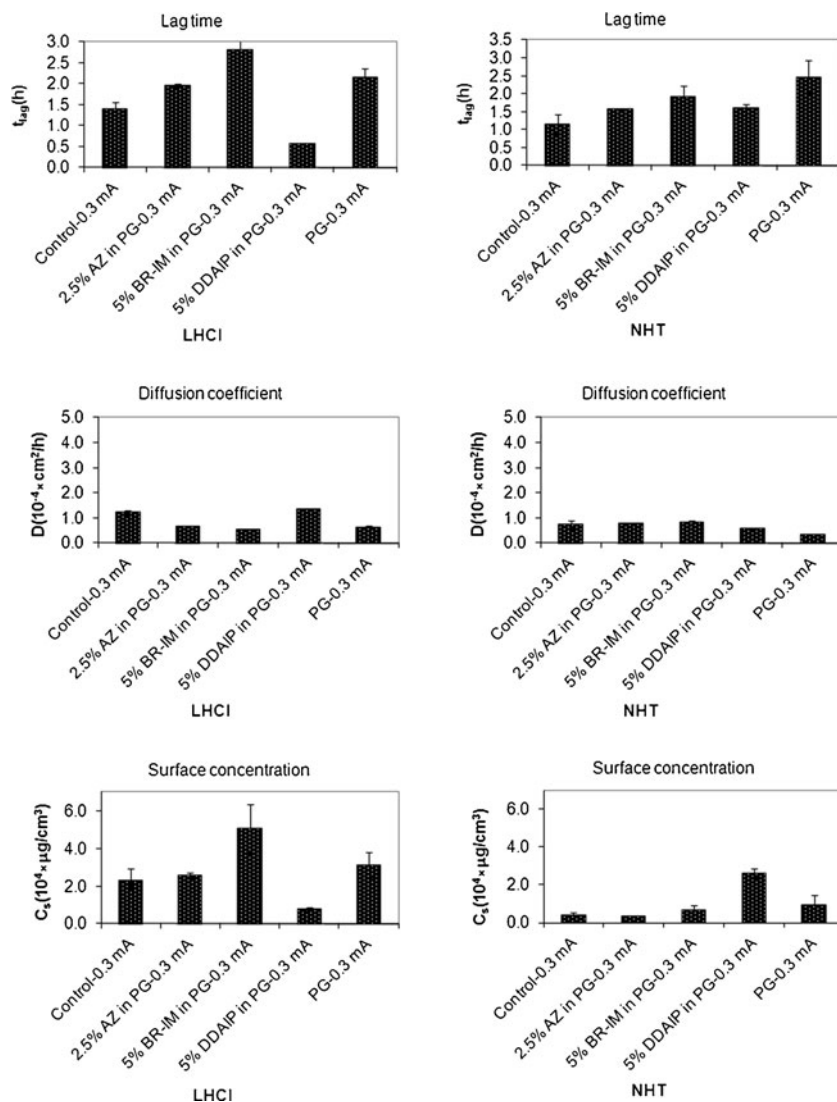 Lag time
t_lag(h)
3.0
2.5
2.0
1.5
1.0
0.5
0.0
Control-0.3 mA
2.5% AZ in PG-0.3 mA
5% BR-IM in PG-0.3 mA
5% DDAIP in PG-0.3 mA
PG-0.3 mA
LHCl
Lag time
t_lag(h)
3.5
3.0
2.5
2.0
1.5
1.0
0.5
0.0
Control-0.3 mA
2.5% AZ in PG-0.3 mA
5% BR-IM in PG-0.3 mA
5% DDAIP in PG-0.3 mA
PG-0.3 mA
NHT
Diffusion coefficient
D(10⁻⁴×cm²/h)
5.0
4.0
3.0
2.0
1.0
0.0
Control-0.3 mA
2.5% AZ in PG-0.3 mA
5% BR-IM in PG-0.3 mA
5% DDAIP in PG-0.3 mA
PG-0.3 mA
LHCl
Diffusion coefficient
D(10⁻⁴×cm²/h)
5.0
4.0
3.0
2.0
1.0
0.0
Control-0.3 mA
2.5% AZ in PG-0.3 mA
5% BR-IM in PG-0.3 mA
5% DDAIP in PG-0.3 mA
PG-0.3 mA
NHT
Surface concentration
Cₛ(10⁴×µg/cm³)
6.0
4.0
2.0
0.0
Control-0.3 mA
2.5% AZ in PG-0.3 mA
5% BR-IM in PG-0.3 mA
5% DDAIP in PG-0.3 mA
PG-0.3 mA
LHCl
Surface concentration
Cₛ(10⁴×µg/cm³)
6.0
4.0
2.0
0.0
Control-0.3 mA
2.5% AZ in PG-0.3 mA
5% BR-IM in PG-0.3 mA
5% DDAIP in PG-0.3 mA
PG-0.3 mA
NHT